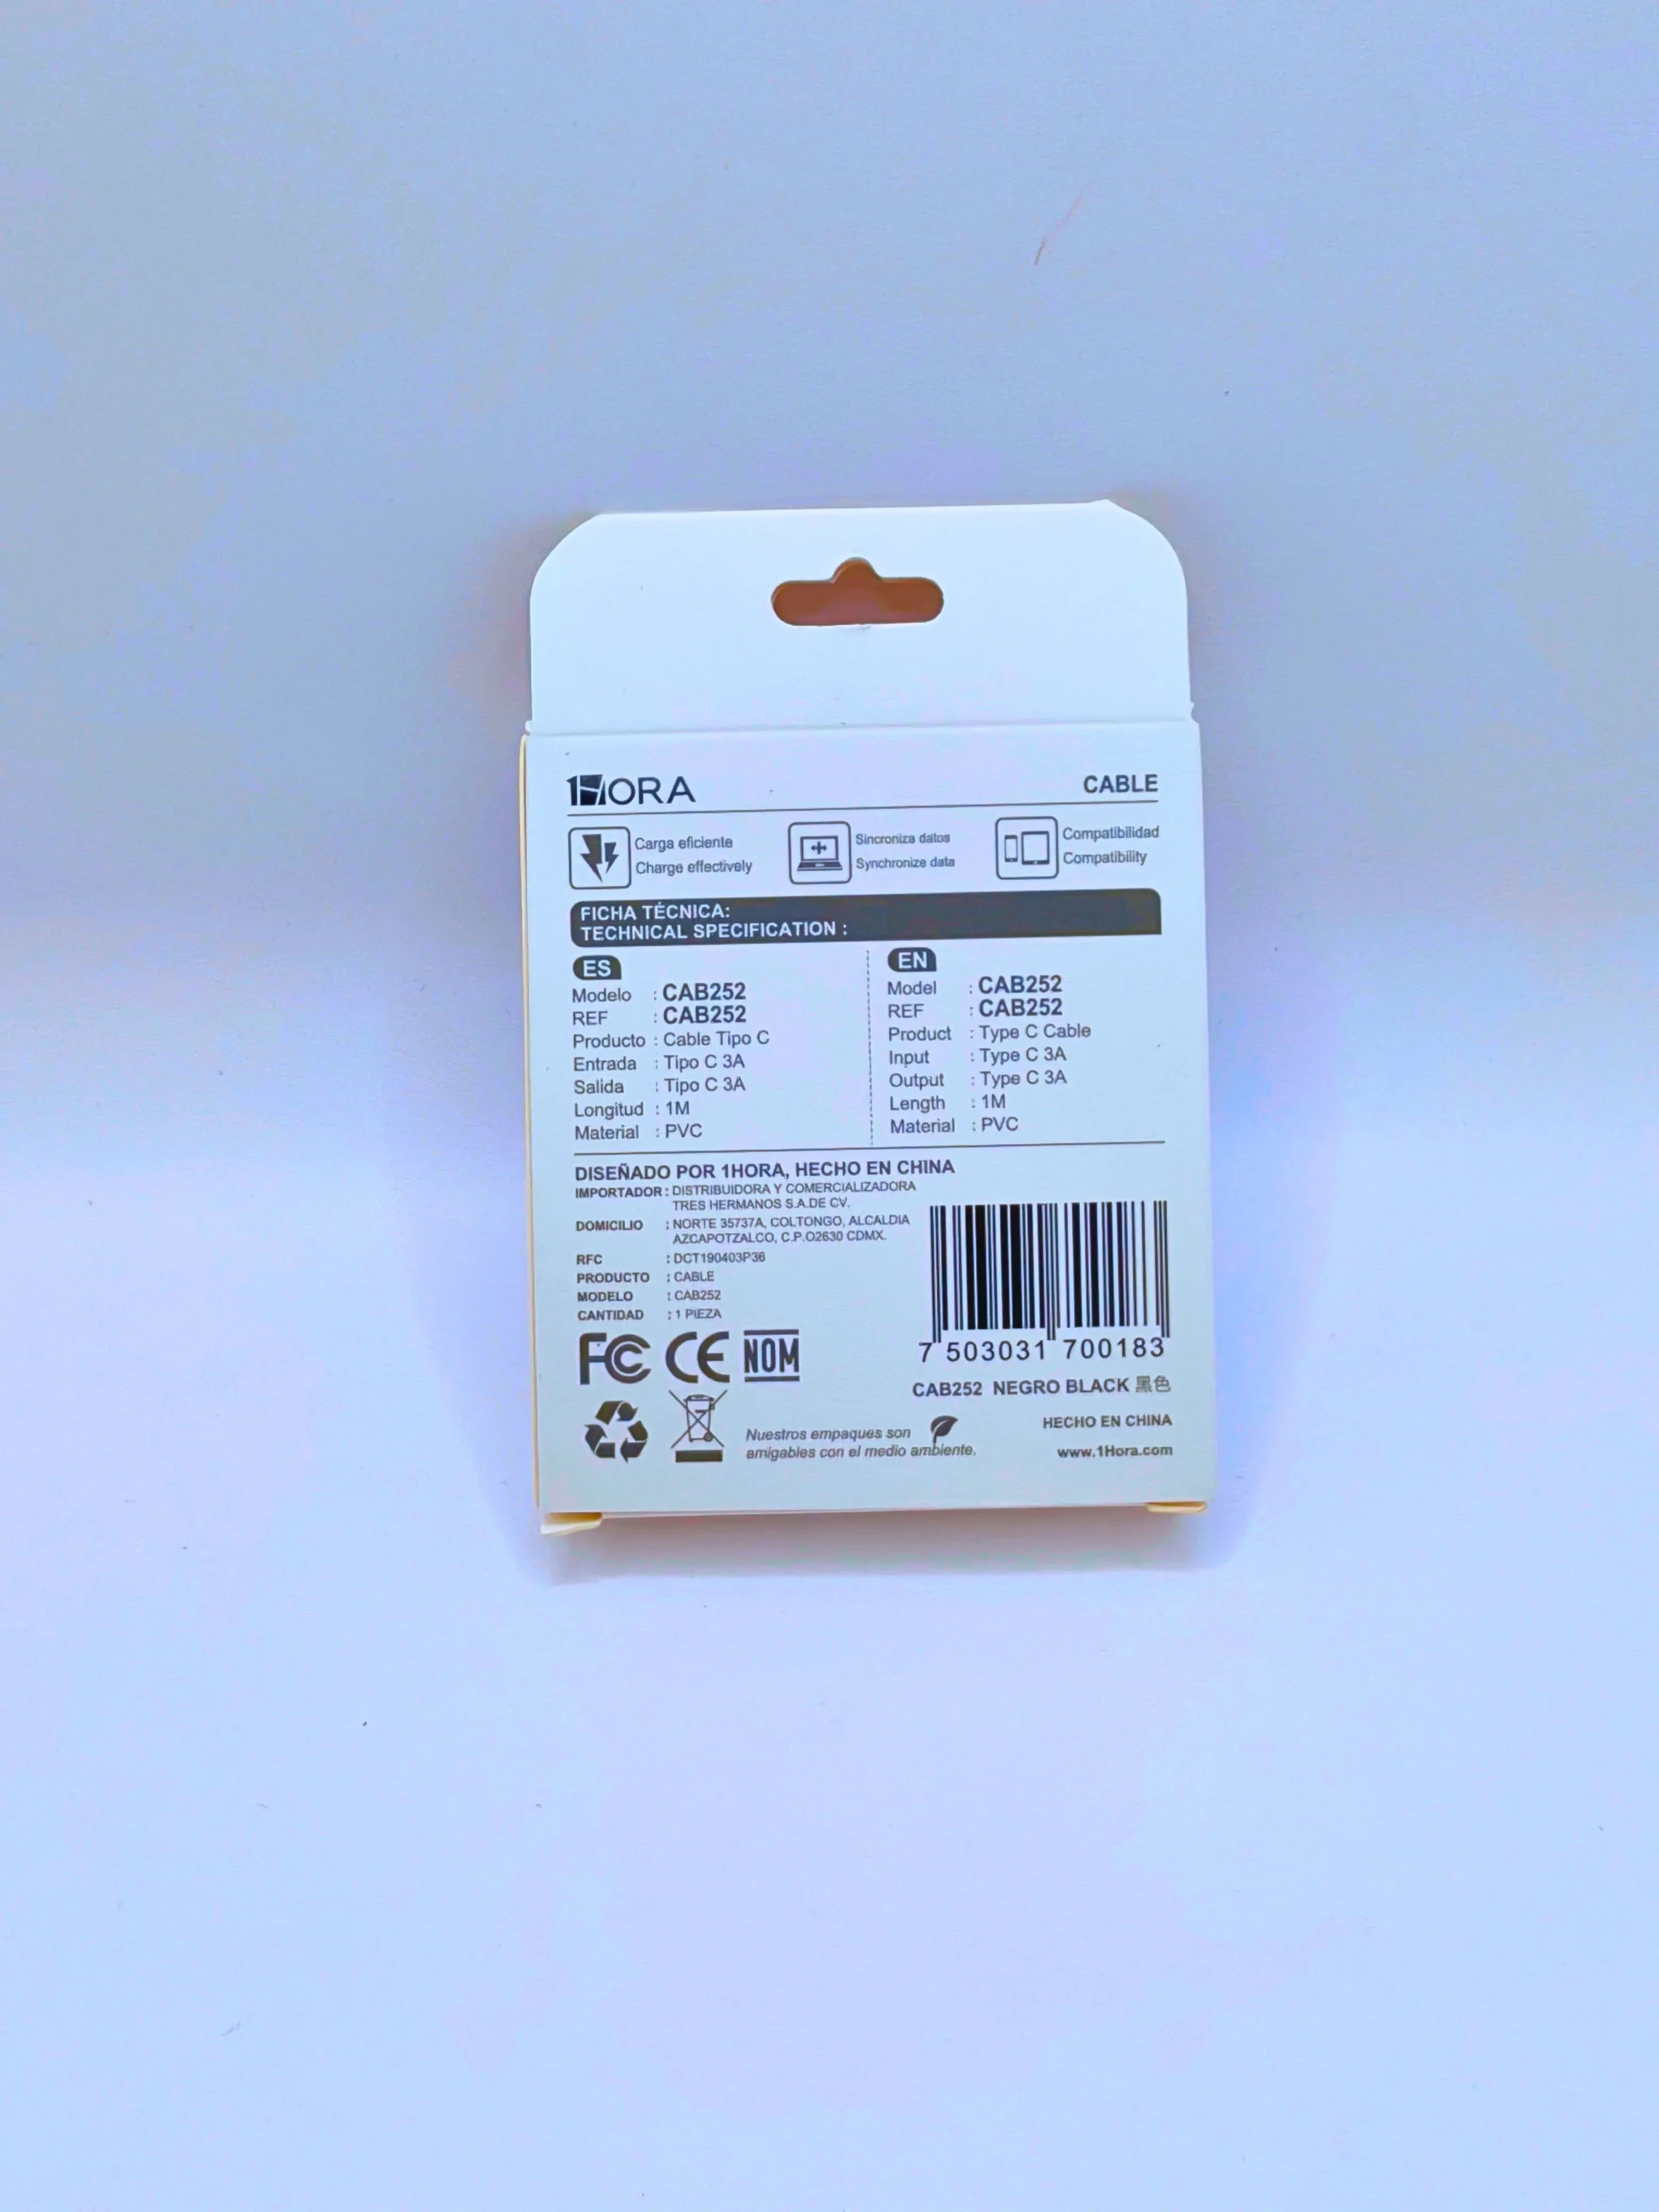 1HORA
CABLE
Carga eficiente
Charge effectively
Sincroniza datos
Synchronize data
Compatibilidad
Compatibility
FICHA TÉCNICA:
TECHNICAL SPECIFICATION :
ES
Modelo : CAB252
REF : CAB252
Producto : Cable Tipo C
Entrada : Tipo C 3A
Salida : Tipo C 3A
Longitud : 1M
Material : PVC
EN
Model : CAB252
REF : CAB252
Product : Type C Cable
Input : Type C 3A
Output : Type C 3A
Length : 1M
Material : PVC
DISEÑADO POR 1HORA, HECHO EN CHINA
IMPORTADOR : DISTRIBUIDORA Y COMERCIALIZADORA
TRES HERMANOS S.A.DE CV.
DOMICILIO : NORTE 35737A, COLTONGO, ALCALDIA
AZCAPOTZALCO, C.P.02630 CDMX.
RFC : DCT190403P36
PRODUCTO : CABLE
MODELO : CAB252
CANTIDAD : 1 PIEZA
FC CE NOM
7 503031 700183
CAB252 NEGRO BLACK 黑色
Nuestros empaques son
amigables con el medio ambiente.
HECHO EN CHINA
www.1Hora.com